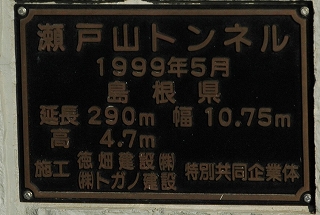 瀬戸山トンネル
1999年5月
島根県
延長 290m 幅 10.75m
高 4.7m
施工 徳畑建設㈱ 特別共同企業体
㈱トガノ建設